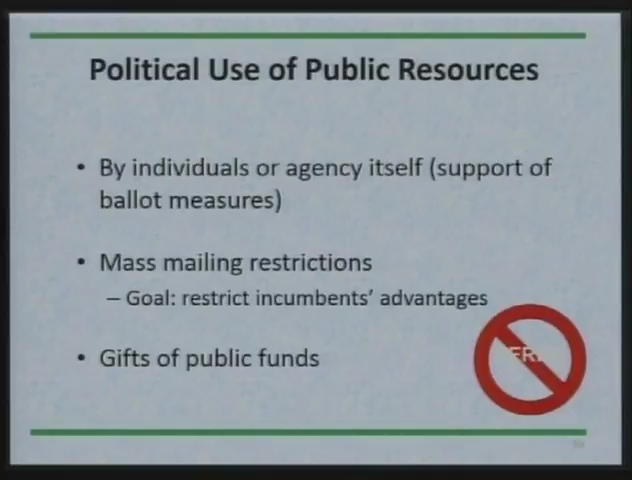 Political Use of Public Resources
• By individuals or agency itself (support of
ballot measures)
• Mass mailing restrictions
– Goal: restrict incumbents’ advantages
• Gifts of public funds